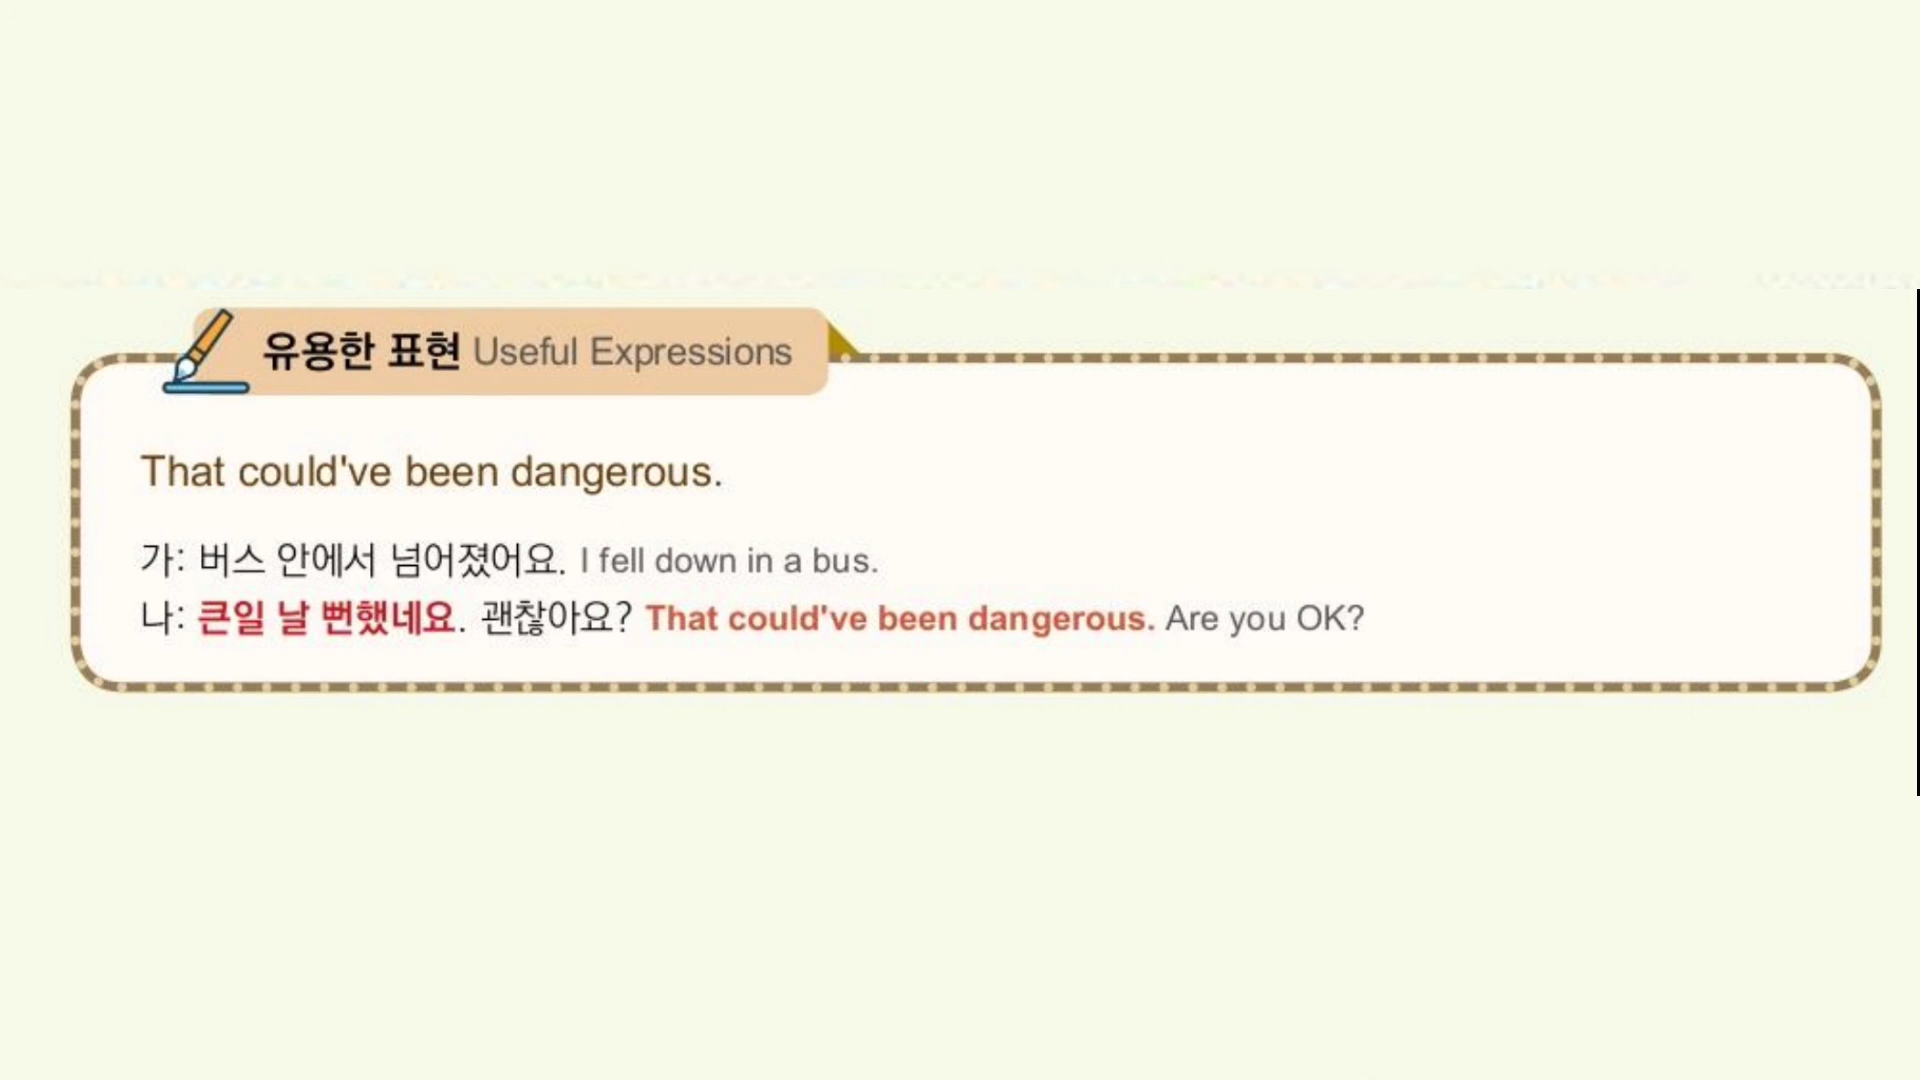 유용한 표현 Useful Expressions
That could've been dangerous.
가: 버스 안에서 넘어졌어요. I fell down in a bus.
나: 큰일 날 뻔했네요. 괜찮아요? That could've been dangerous. Are you OK?